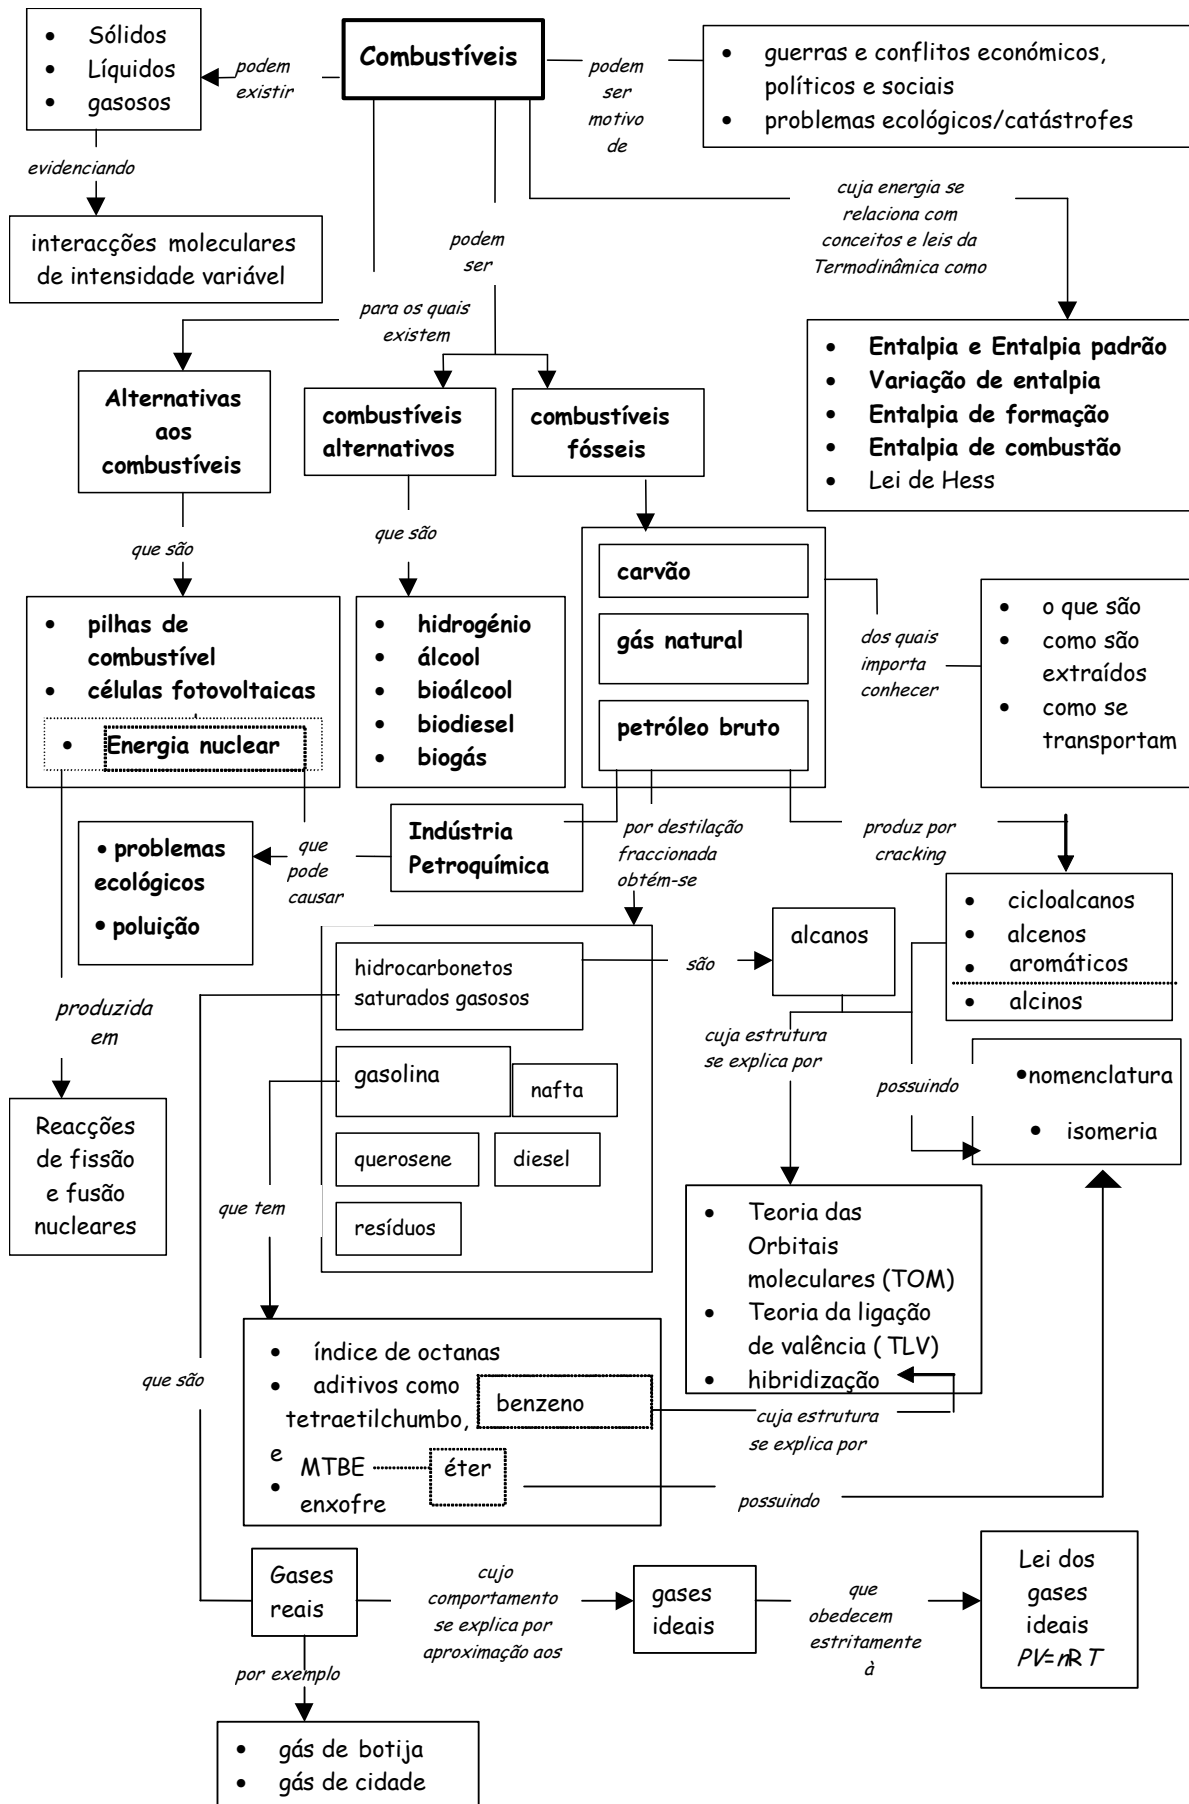 Combustíveis
• Sólidos
• Líquidos
• gasosos
podem
existir
podem
ser
motivo
de
• guerras e conflitos económicos,
políticos e sociais
• problemas ecológicos/catástrofes
evidenciando
interacções moleculares
de intensidade variável
podem
ser
cuja energia se
relaciona com
conceitos e leis da
Termodinâmica como
para os quais
existem
• Entalpia e Entalpia padrão
• Variação de entalpia
• Entalpia de formação
• Entalpia de combustão
• Lei de Hess
Alternativas
aos
combustíveis
combustíveis
alternativos
combustíveis
fósseis
que são
que são
• pilhas de
combustível
• células fotovoltaicas
• Energia nuclear
• hidrogénio
• álcool
• bioálcool
• biodiesel
• biogás
carvão
gás natural
petróleo bruto
dos quais
importa
conhecer
• o que são
• como são
extraídos
• como se
transportam
• problemas
ecológicos
• poluição
que
pode
causar
Indústria
Petroquímica
por destilação
fraccionada
obtém-se
produz por
cracking
• cicloalcanos
• alcenos
• aromáticos
• alcinos
produzida
em
hidrocarbonetos
saturados gasosos
são
alcanos
cuja estrutura
se explica por
possuindo
•nomenclatura
• isomeria
gasolina
nafta
querosene
diesel
resíduos
Reacções
de fissão
e fusão
nucleares
que tem
• Teoria das
Orbitais
moleculares (TOM)
• Teoria da ligação
de valência ( TLV)
• hibridização
que são
• índice de octanas
• aditivos como
tetraetilchumbo,
benzeno
e
MTBE
éter
• enxofre
cuja estrutura
se explica por
possuindo
Gases
reais
cujo
comportamento
se explica por
aproximação aos
gases
ideais
que
obedecem
estritamente
à
Lei dos
gases
ideais
PV=nRT
por exemplo
• gás de botija
• gás de cidade